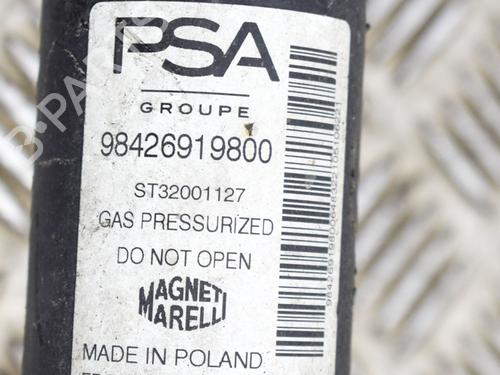 PSA
GROUPE
98426919800
ST32001127
GAS PRESSURIZED
DO NOT OPEN
MAGNETI
MARELLI
MADE IN POLAND